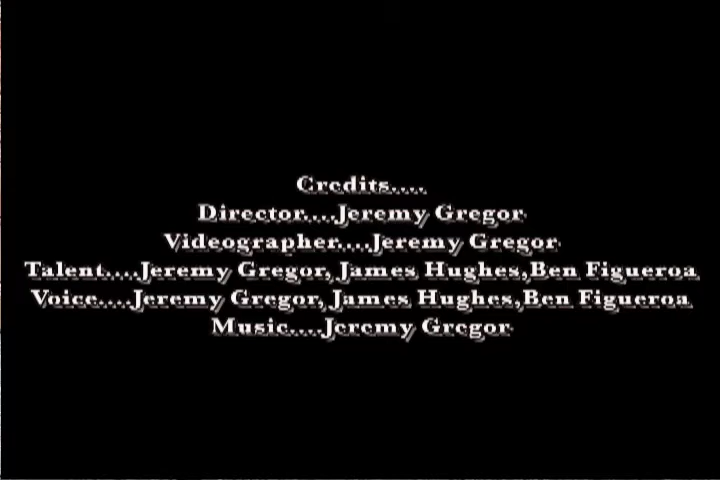 Credits....
Director....Jeremy Gregor
Videographer....Jeremy Gregor
Talent....Jeremy Gregor, James Hughes,Ben Figueroa
Voice....Jeremy Gregor, James Hughes,Ben Figueroa
Music....Jeremy Gregor